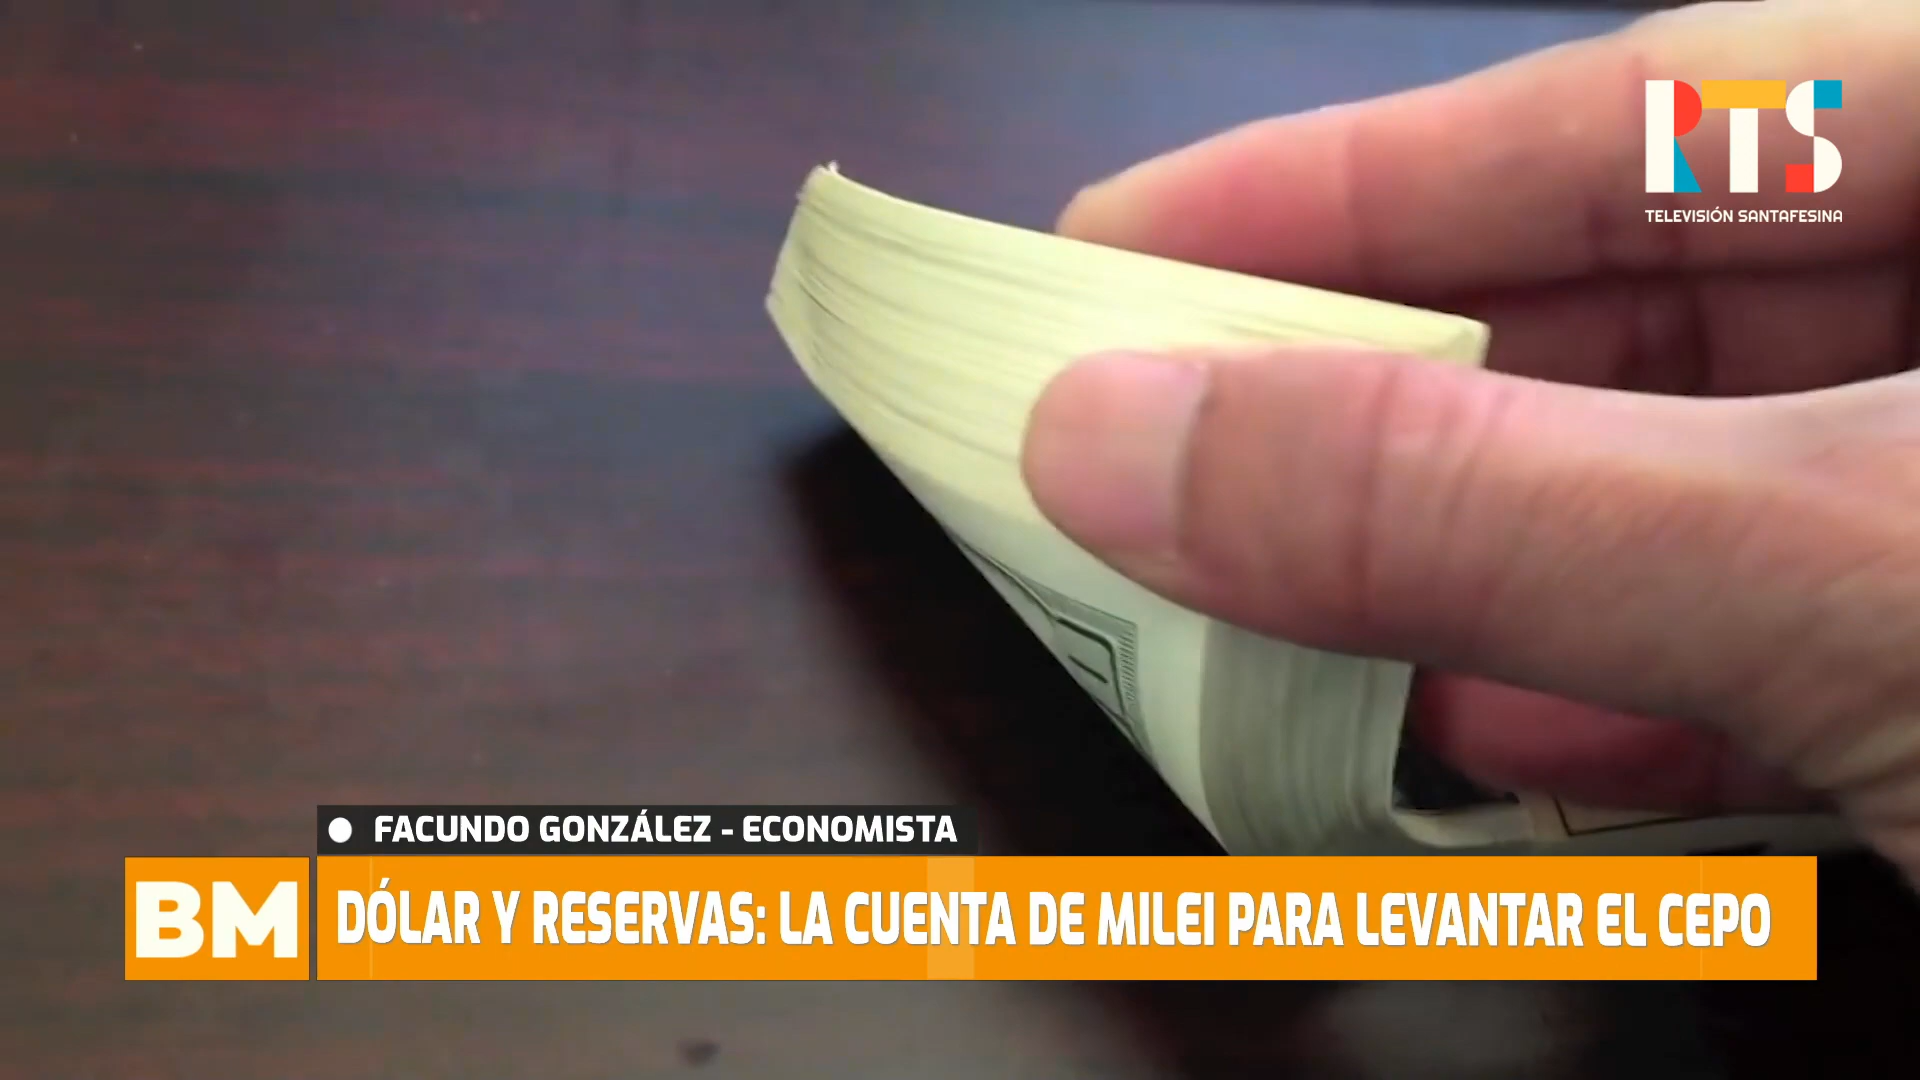 RTS
TELEVISIÓN SANTAFESINA
FACUNDO GONZÁLEZ - ECONOMISTA
BM
DÓLAR Y RESERVAS: LA CUENTA DE MILEI PARA LEVANTAR EL CEPO